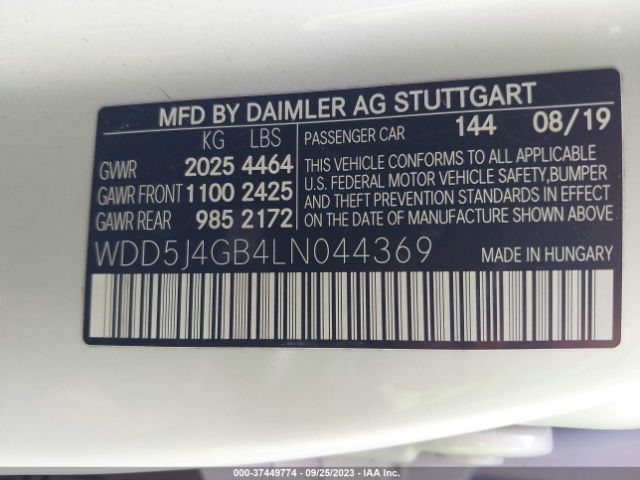 MFD BY DAIMLER AG STUTTGART
KG LBS
PASSENGER CAR 144 08/19
GVWR 2025 4464
GAWR FRONT 1100 2425
GAWR REAR 985 2172
THIS VEHICLE CONFORMS TO ALL APPLICABLE
U.S. FEDERAL MOTOR VEHICLE SAFETY,BUMPER
AND THEFT PREVENTION STANDARDS IN EFFECT
ON THE DATE OF MANUFACTURE SHOWN ABOVE
WDD5J4GB4LN044369 MADE IN HUNGARY
000-37449774 - 09/25/2023 - IAA Inc.